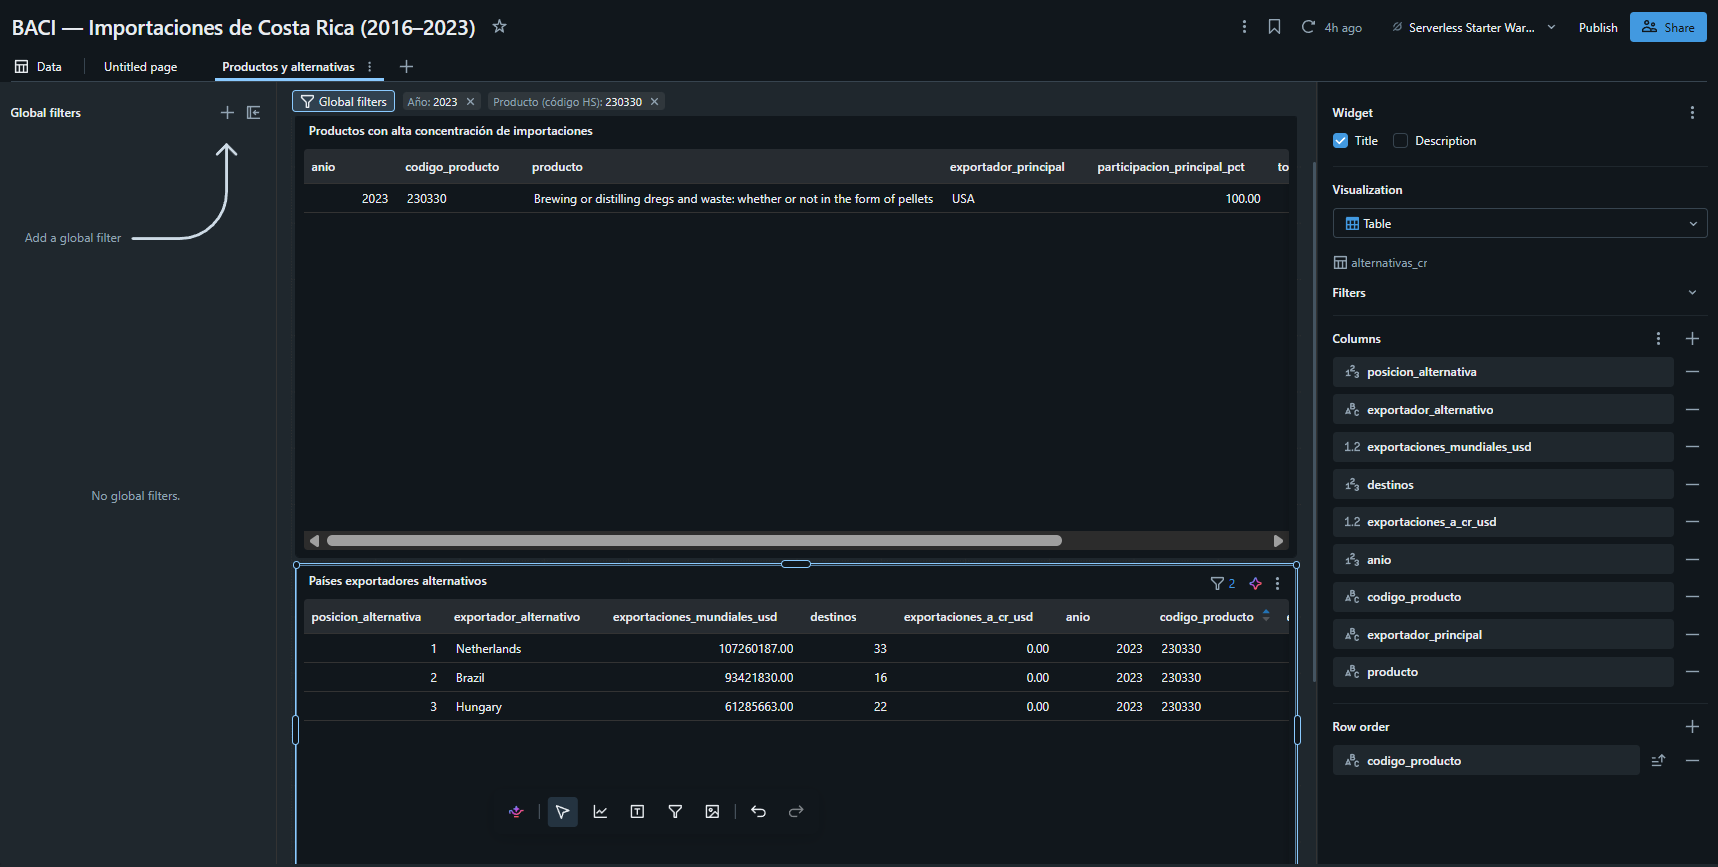 BACI — Importaciones de Costa Rica (2016–2023)
4h ago
Serverless Starter War...
Publish
Share
Data
Untitled page
Productos y alternativas
Global filters
Add a global filter
No global filters.
Global filters
Año: 2023
Producto (código HS): 230330
Productos con alta concentración de importaciones
anio codigo_producto producto exportador_principal participacion_principal_pct to
2023 230330 Brewing or distilling dregs and waste: whether or not in the form of pellets USA 100.00
Países exportadores alternativos
2
posicion_alternativa exportador_alternativo exportaciones_mundiales_usd destinos exportaciones_a_cr_usd anio codigo_producto
1 Netherlands 107260187.00 33 0.00 2023 230330
2 Brazil 93421830.00 16 0.00 2023 230330
3 Hungary 61285663.00 22 0.00 2023 230330
Widget
Title
Description
Visualization
Table
alternativas_cr
Filters
Columns
posicion_alternativa
exportador_alternativo
1.2 exportaciones_mundiales_usd
destinos
1.2 exportaciones_a_cr_usd
anio
codigo_producto
exportador_principal
producto
Row order
codigo_producto